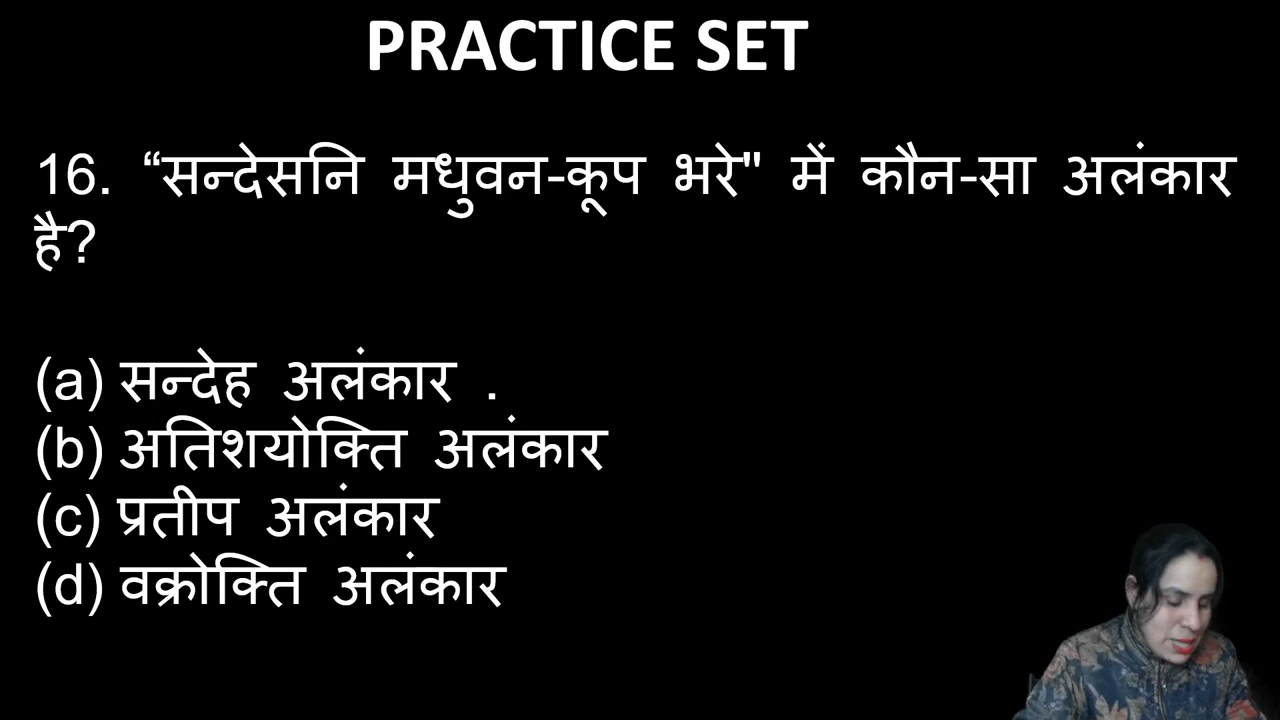 PRACTICE SET
16. “सन्देसनि मधुवन-कूप भरे" में कौन-सा अलंकार
है?
(a) सन्देह अलंकार .
(b) अतिशयोक्ति अलंकार
(c) प्रतीप अलंकार
(d) वक्रोक्ति अलंकार